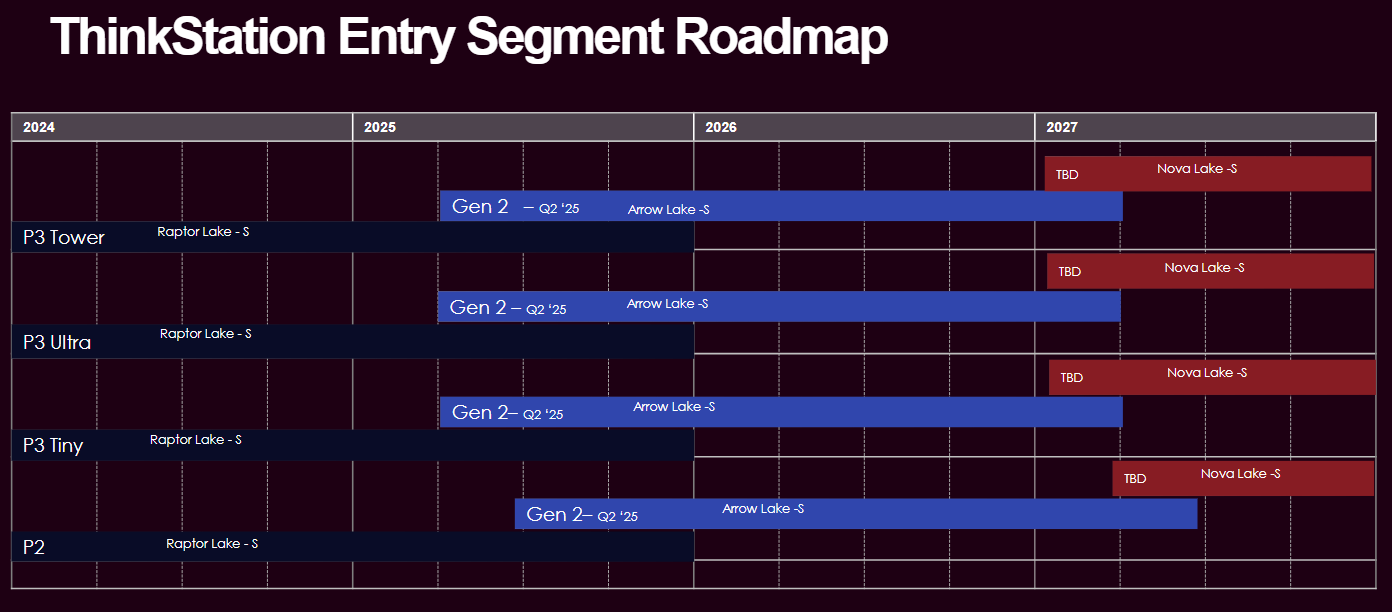 ThinkStation Entry Segment Roadmap
2024 2025 2026 2027
TBD Nova Lake -S
Gen 2 – Q2 ‘25 Arrow Lake -S
P3 Tower Raptor Lake - S
TBD Nova Lake -S
Gen 2 – Q2 ‘25 Arrow Lake -S
P3 Ultra Raptor Lake - S
TBD Nova Lake -S
Gen 2– Q2 ‘25 Arrow Lake -S
P3 Tiny Raptor Lake - S
TBD Nova Lake -S
Gen 2– Q2 ‘25 Arrow Lake -S
P2 Raptor Lake - S